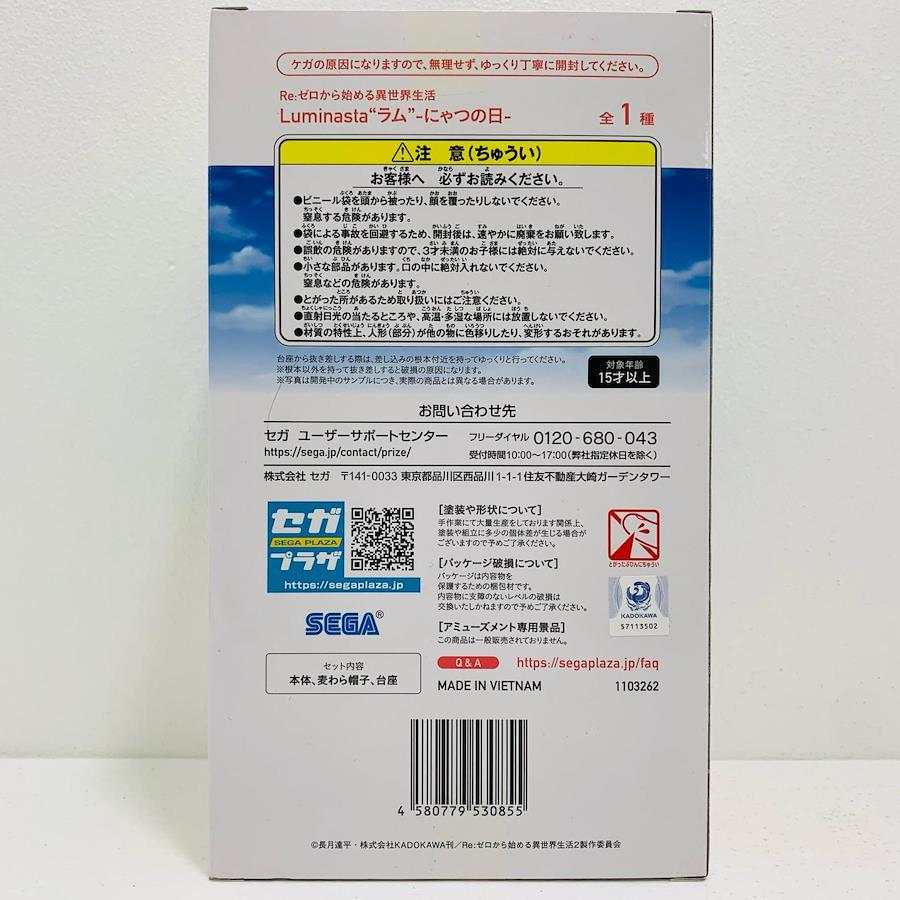 ケガの原因になりますので、無理せず、ゆっくり丁寧に開封してください。
Re:ゼロから始める異世界生活
Luminasta“ラム”-にゃつの日-
全1種
⚠注 意(ちゅうい)
お客様へ 必ずお読みください。
●ビニール袋を頭から被ったり、顔を覆ったりしないでください。
窒息する危険があります。
●袋による事故を回避するため、開封後は、速やかに廃棄をお願い致します。
●誤飲の危険がありますので、3才未満のお子様には絶対に与えないでください。
●小さな部品があります。口の中に絶対入れないでください。
窒息などの危険があります。
●とがった所があるため取り扱いにはご注意ください。
●直射日光の当たるところや、高温・多湿な場所には放置しないでください。
●材質の特性上、人形(部分)が他の物に色移りしたり、変形するおそれがあります。
台座から抜き差しする際は、差し込みの根本付近を持ってゆっくりと行ってください。
※根本以外を持って抜き差しすると破損の原因になります。
※写真は開発中のサンプルにつき、実際の商品とは異なる場合があります。
対象年齢
15才以上
お問い合わせ先
セガ ユーザーサポートセンター
https://sega.jp/contact/prize/
フリーダイヤル 0120-680-043
受付時間10:00~17:00(弊社指定休日を除く)
株式会社 セガ 〒141-0033 東京都品川区西品川1-1-1住友不動産大崎ガーデンタワー
セガ
SEGA PLAZA
プラザ
https://segaplaza.jp
SEGA®
セット内容
本体、麦わら帽子、台座
[塗装や形状について]
手作業にて大量生産をしております関係上、
塗装や組立に多少の個体差が生じる場合が
ございますので予めご了承ください。
[パッケージ破損について]
パッケージは内容物を
保護するための梱包材です。
内容物に支障のないレベルの破損は
交換いたしかねますので予めご了承ください。
[アミューズメント専用景品]
この商品は一般販売されておりません。
とがったぶひんにちゅうい
KADOKAWA
57113502
Q&A https://segaplaza.jp/faq
MADE IN VIETNAM 1103262
4 580779 530855
©長月達平・株式会社KADOKAWA刊/Re:ゼロから始める異世界生活2製作委員会